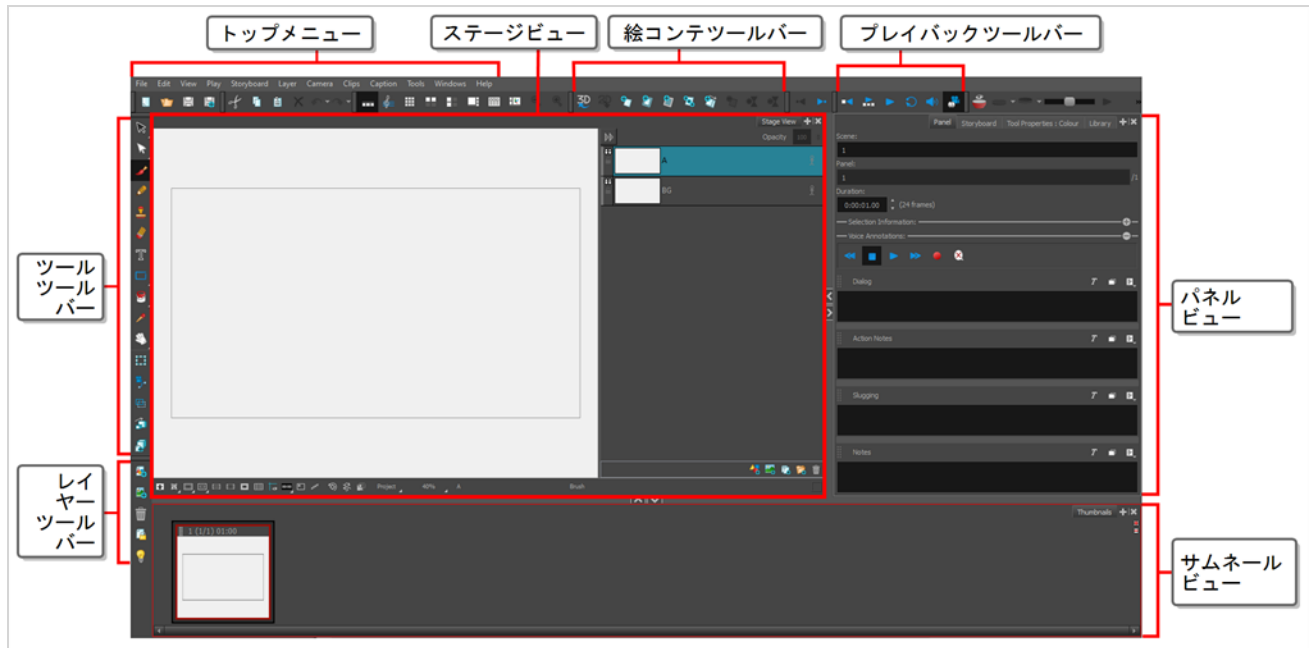 トップメニュー
ステージビュー
絵コンテツールバー
プレイバックツールバー
File Edit View Play Storyboard Layer Camera Clips Caption Tools Windows Help
3D
Stage View
Opacity
A
BG
Panel Storyboard Tool Properties : Colour Library
Scene:
1
Panel:
1
/1
Duration:
0:00:01.00 (24 frames)
Selection Information:
Voice Annotations:
Dialog
Action Notes
Slugging
Notes
ツール
ツール
バー
パネル
ビュー
レイ
ヤー
ツール
バー
Project 40% A Brush
Thumbnails
1 (1/1) 01:00
サムネール
ビュー